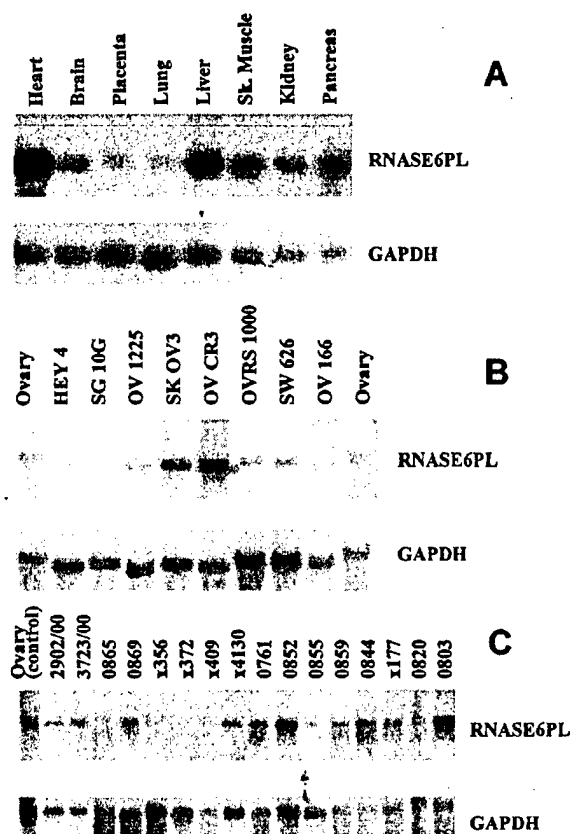 Heart Brain Placenta Lung Liver Sk. Muscle Kidney Pancreas
A
RNASE6PL
GAPDH
Ovary HEY 4 SG 10G OV 1225 SK OV3 OV CR3 OVRS 1000 SW 626 OV 166 Ovary
B
RNASE6PL
GAPDH
Ovary (control) 2902/00 3723/00 0865 0869 x356 x372 x409 x4130 0761 0852 0855 0859 0844 x177 0820 0803
C
RNASE6PL
GAPDH